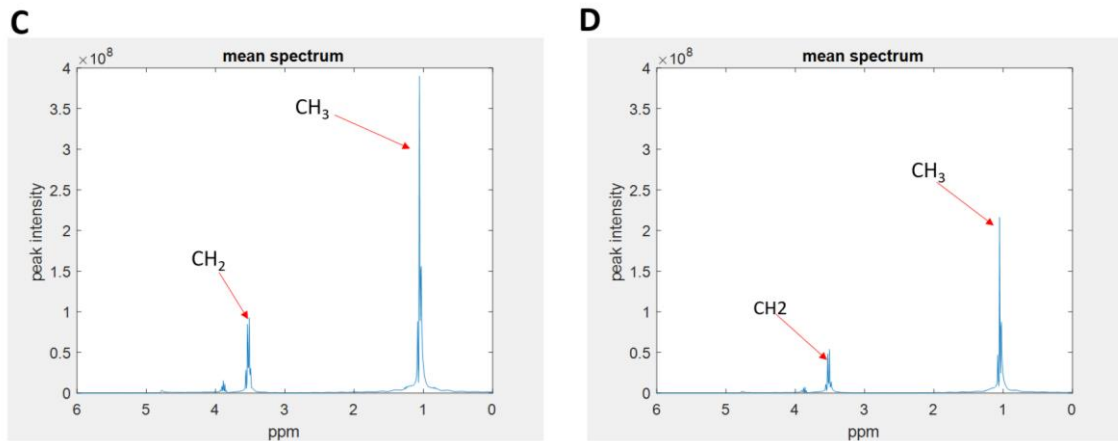 C
mean spectrum
×10⁸
4
3.5
3
2.5
2
1.5
1
0.5
0
peak intensity
CH₃
CH₂
6 5 4 3 2 1 0
ppm
D
mean spectrum
×10⁸
4
3.5
3
2.5
2
1.5
1
0.5
0
peak intensity
CH₃
CH2
6 5 4 3 2 1 0
ppm